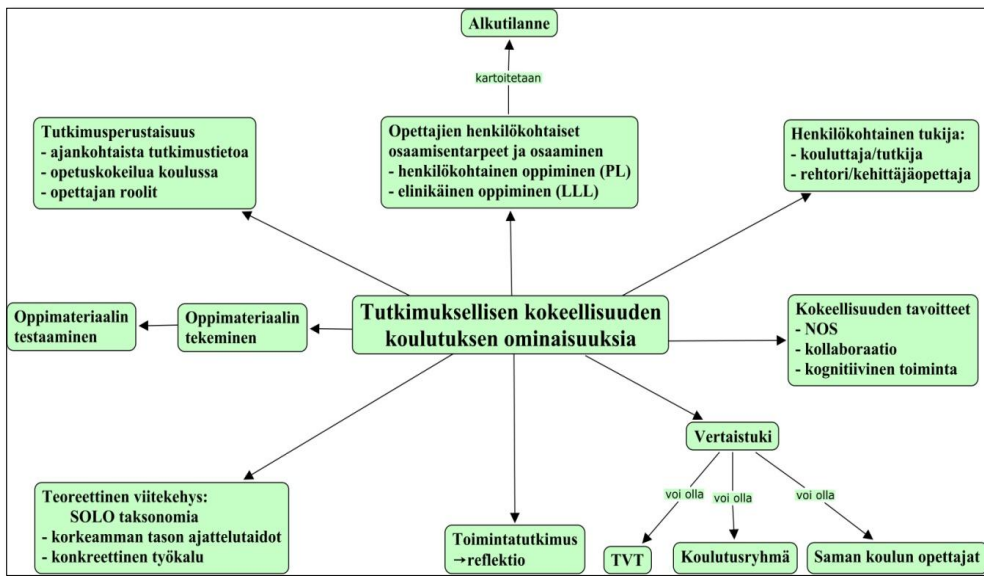 Alkutilanne
kartoitetaan
Tutkimusperustaisuus
- ajankohtaista tutkimustietoa
- opetuskokeilua koulussa
- opettajan roolit
Opettajien henkilökohtaiset
osaamisentarpeet ja osaaminen
- henkilökohtainen oppiminen (PL)
- elinikäinen oppiminen (LLL)
Henkilökohtainen tukija:
- kouluttaja/tutkija
- rehtori/kehittäjäopettaja
Oppimateriaalin
testaaminen
Oppimateriaalin
tekeminen
Tutkimuksellisen kokeellisuuden
koulutuksen ominaisuuksia
Kokeellisuuden tavoitteet
- NOS
- kollaboraatio
- kognitiivinen toiminta
Vertaistuki
voi olla
voi olla
voi olla
Teoreettinen viitekehys:
SOLO taksonomia
- korkeamman tason ajattelutaidot
- konkreettinen työkalu
Toimintatutkimus
→reflektio
TVT
Koulutusryhmä
Saman koulun opettajat